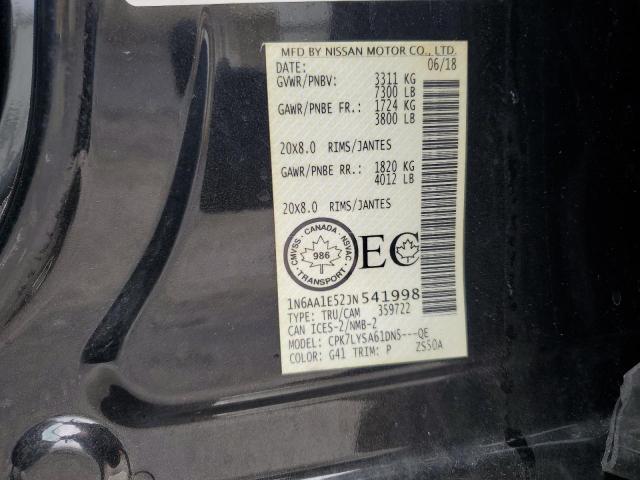 MFD BY NISSAN MOTOR CO., LTD.
DATE: 06/18
GVWR/PNBV: 3311 KG
7300 LB
GAWR/PNBE FR.: 1724 KG
3800 LB
20X8.0 RIMS/JANTES
GAWR/PNBE RR.: 1820 KG
4012 LB
20X8.0 RIMS/JANTES
CMVSS · CANADA · NSVAC
986
TRANSPORT
EC
1N6AA1E52JN541998
TYPE: TRU/CAM 359722
CAN ICES-2/NMB-2
MODEL: CPK7LYSA61DN5---QE
COLOR: G41 TRIM: P ZS50A